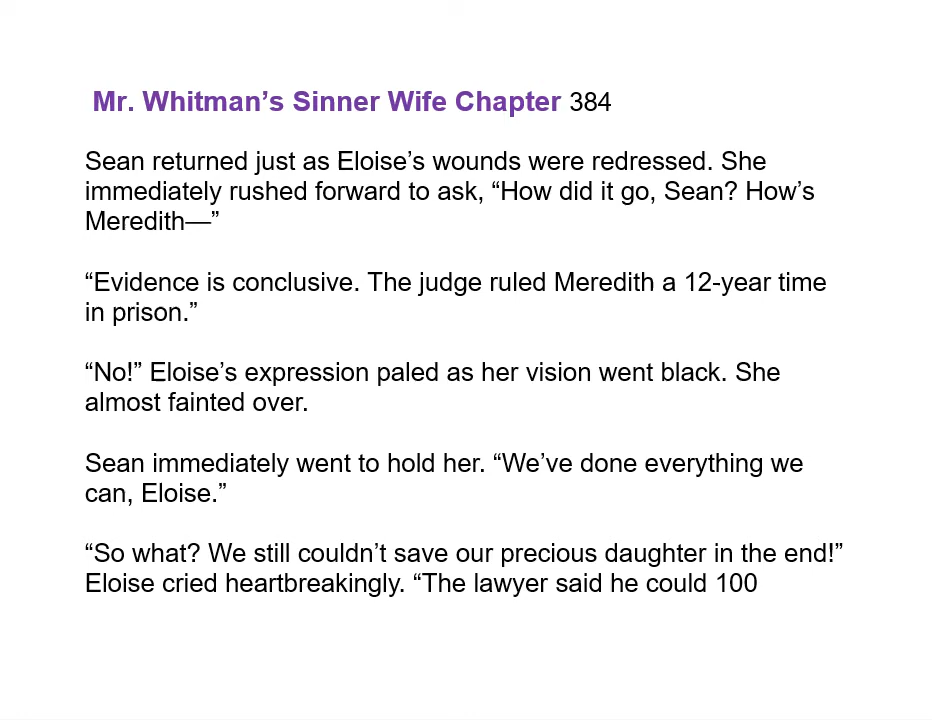 Mr. Whitman’s Sinner Wife Chapter 384
Sean returned just as Eloise’s wounds were redressed. She
immediately rushed forward to ask, “How did it go, Sean? How’s
Meredith—”
“Evidence is conclusive. The judge ruled Meredith a 12-year time
in prison.”
“No!” Eloise’s expression paled as her vision went black. She
almost fainted over.
Sean immediately went to hold her. “We’ve done everything we
can, Eloise.”
“So what? We still couldn’t save our precious daughter in the end!”
Eloise cried heartbreakingly. “The lawyer said he could 100